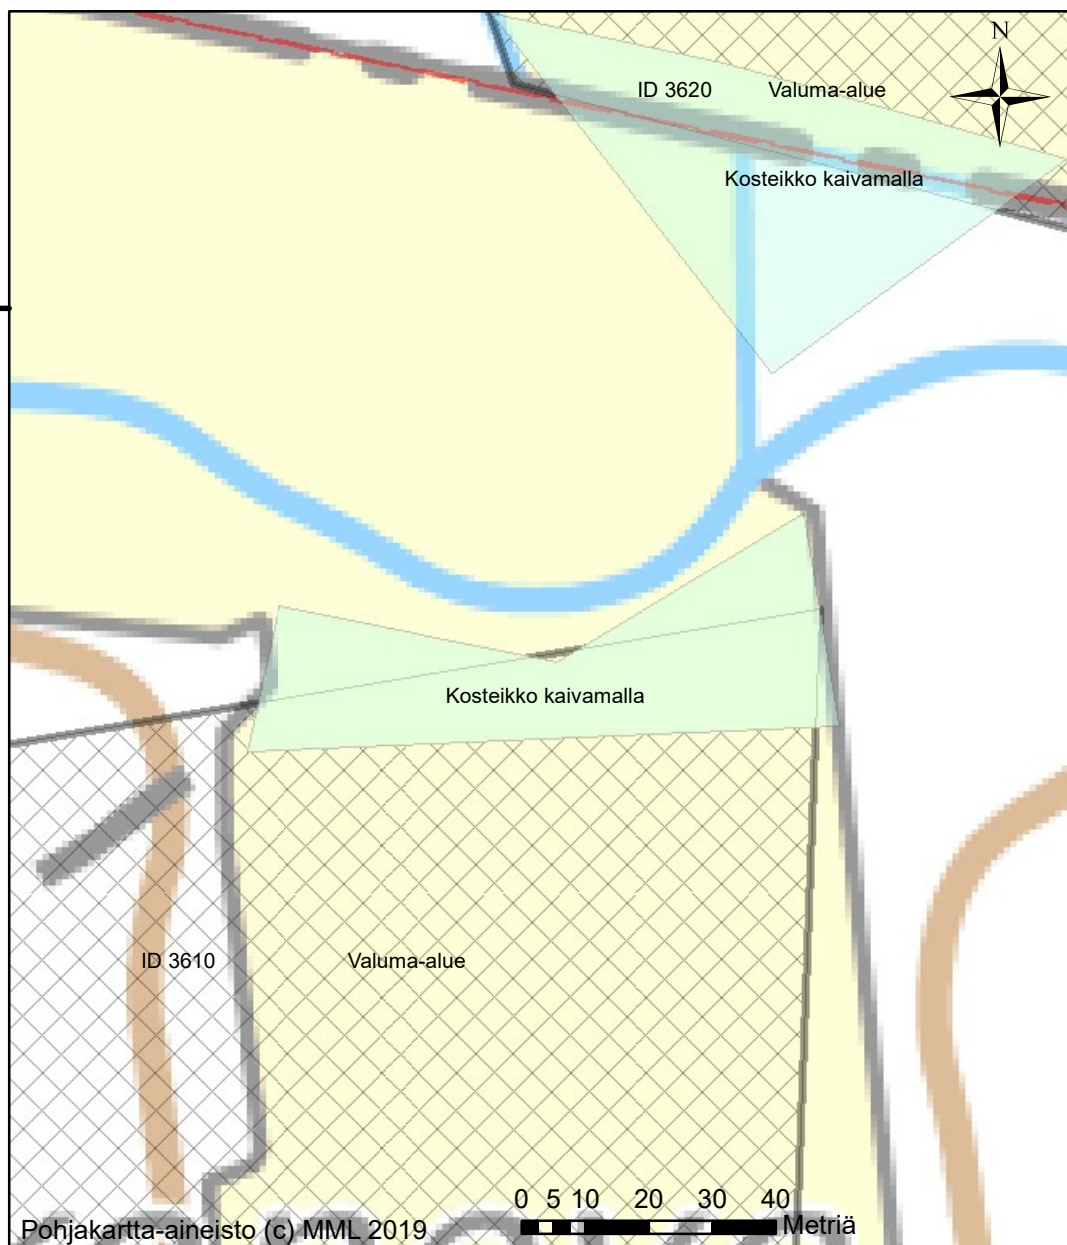 N
ID 3620 Valuma-alue
Kosteikko kaivamalla
Kosteikko kaivamalla
ID 3610 Valuma-alue
0 5 10 20 30 40
Metriä
Pohjakartta-aineisto (c) MML 2019